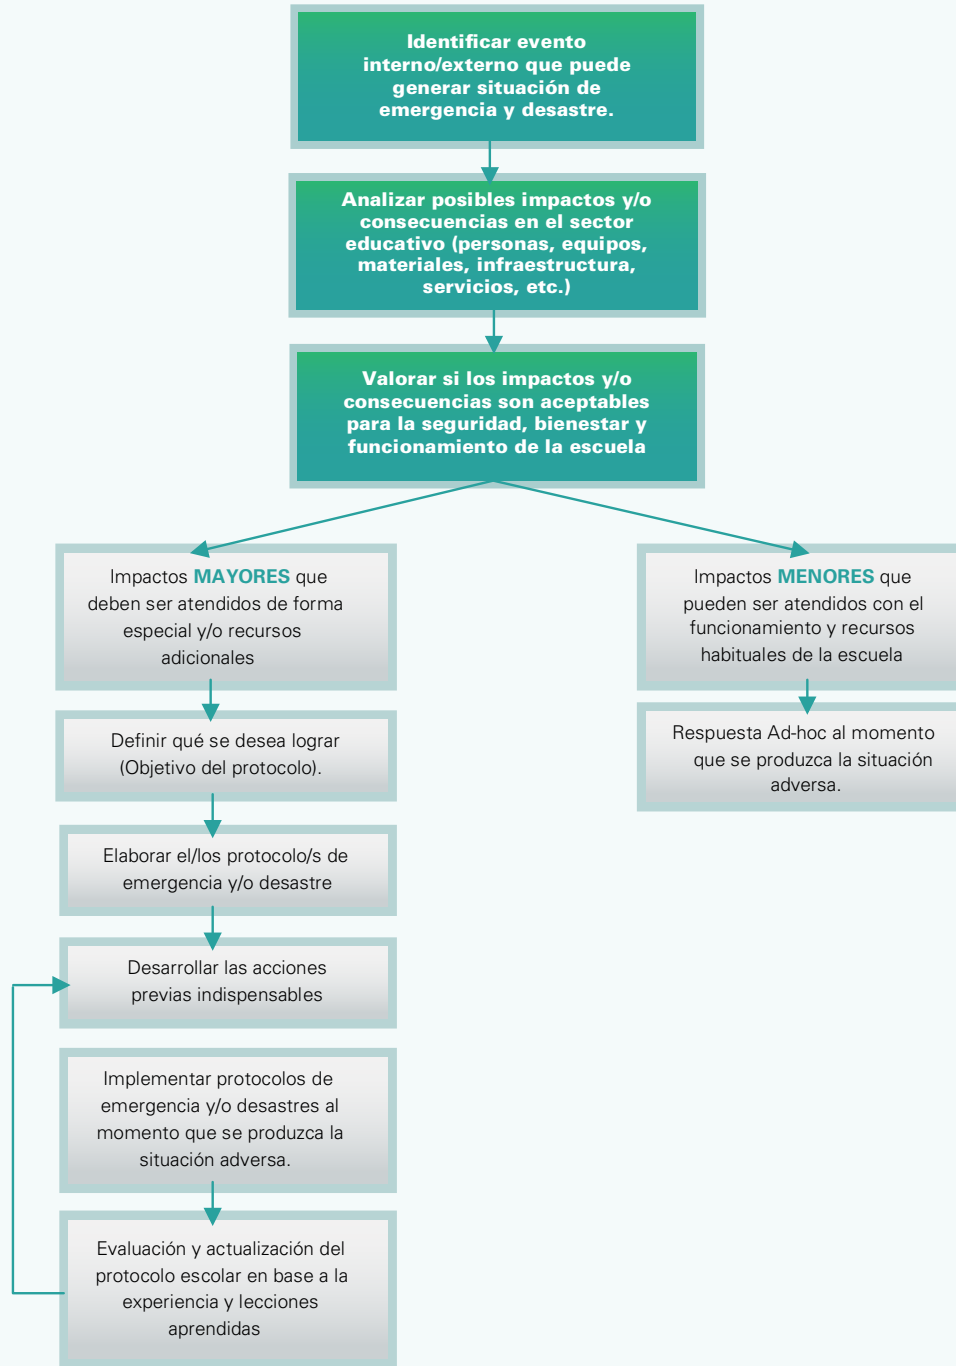 Identificar evento
interno/externo que puede
generar situación de
emergencia y desastre.
Analizar posibles impactos y/o
consecuencias en el sector
educativo (personas, equipos,
materiales, infraestructura,
servicios, etc.)
Valorar si los impactos y/o
consecuencias son aceptables
para la seguridad, bienestar y
funcionamiento de la escuela
Impactos MAYORES que
deben ser atendidos de forma
especial y/o recursos
adicionales
Definir qué se desea lograr
(Objetivo del protocolo).
Elaborar el/los protocolo/s de
emergencia y/o desastre
Desarrollar las acciones
previas indispensables
Implementar protocolos de
emergencia y/o desastres al
momento que se produzca la
situación adversa.
Evaluación y actualización del
protocolo escolar en base a la
experiencia y lecciones
aprendidas
Impactos MENORES que
pueden ser atendidos con el
funcionamiento y recursos
habituales de la escuela
Respuesta Ad-hoc al momento
que se produzca la situación
adversa.